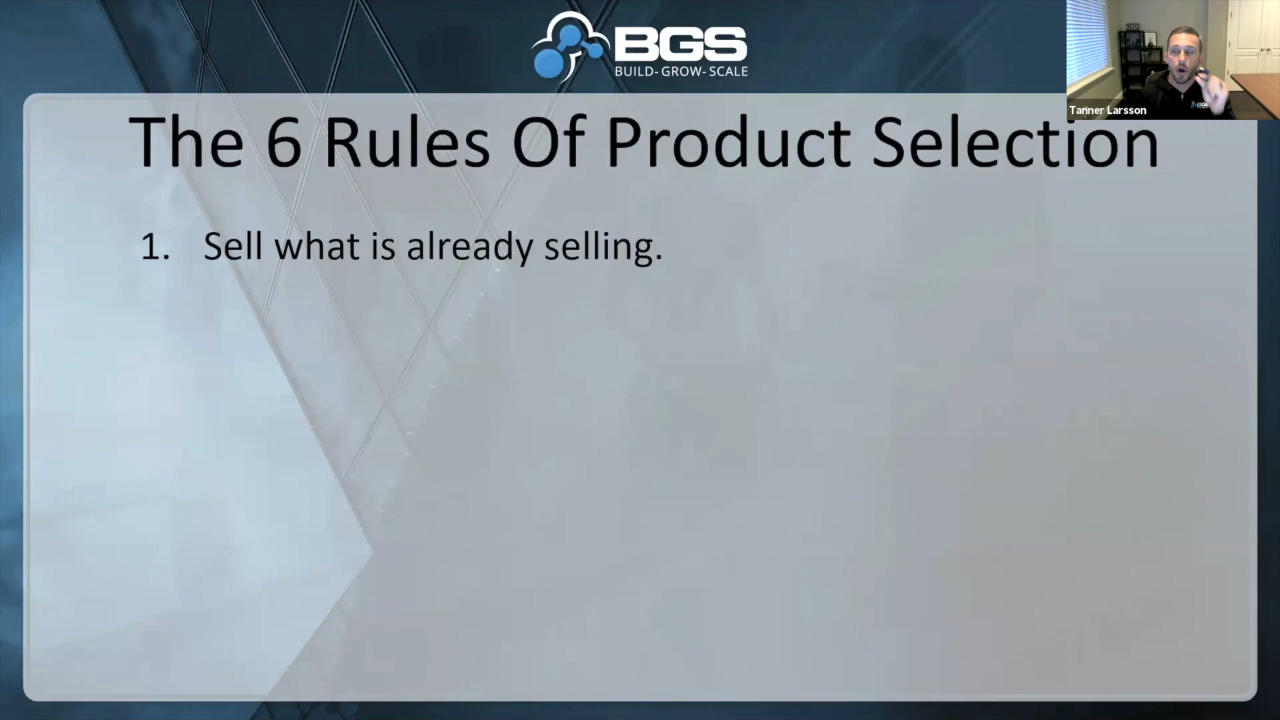 BGS
BUILD-GROW-SCALE
Tanner Larsson
The 6 Rules Of Product Selection
1. Sell what is already selling.